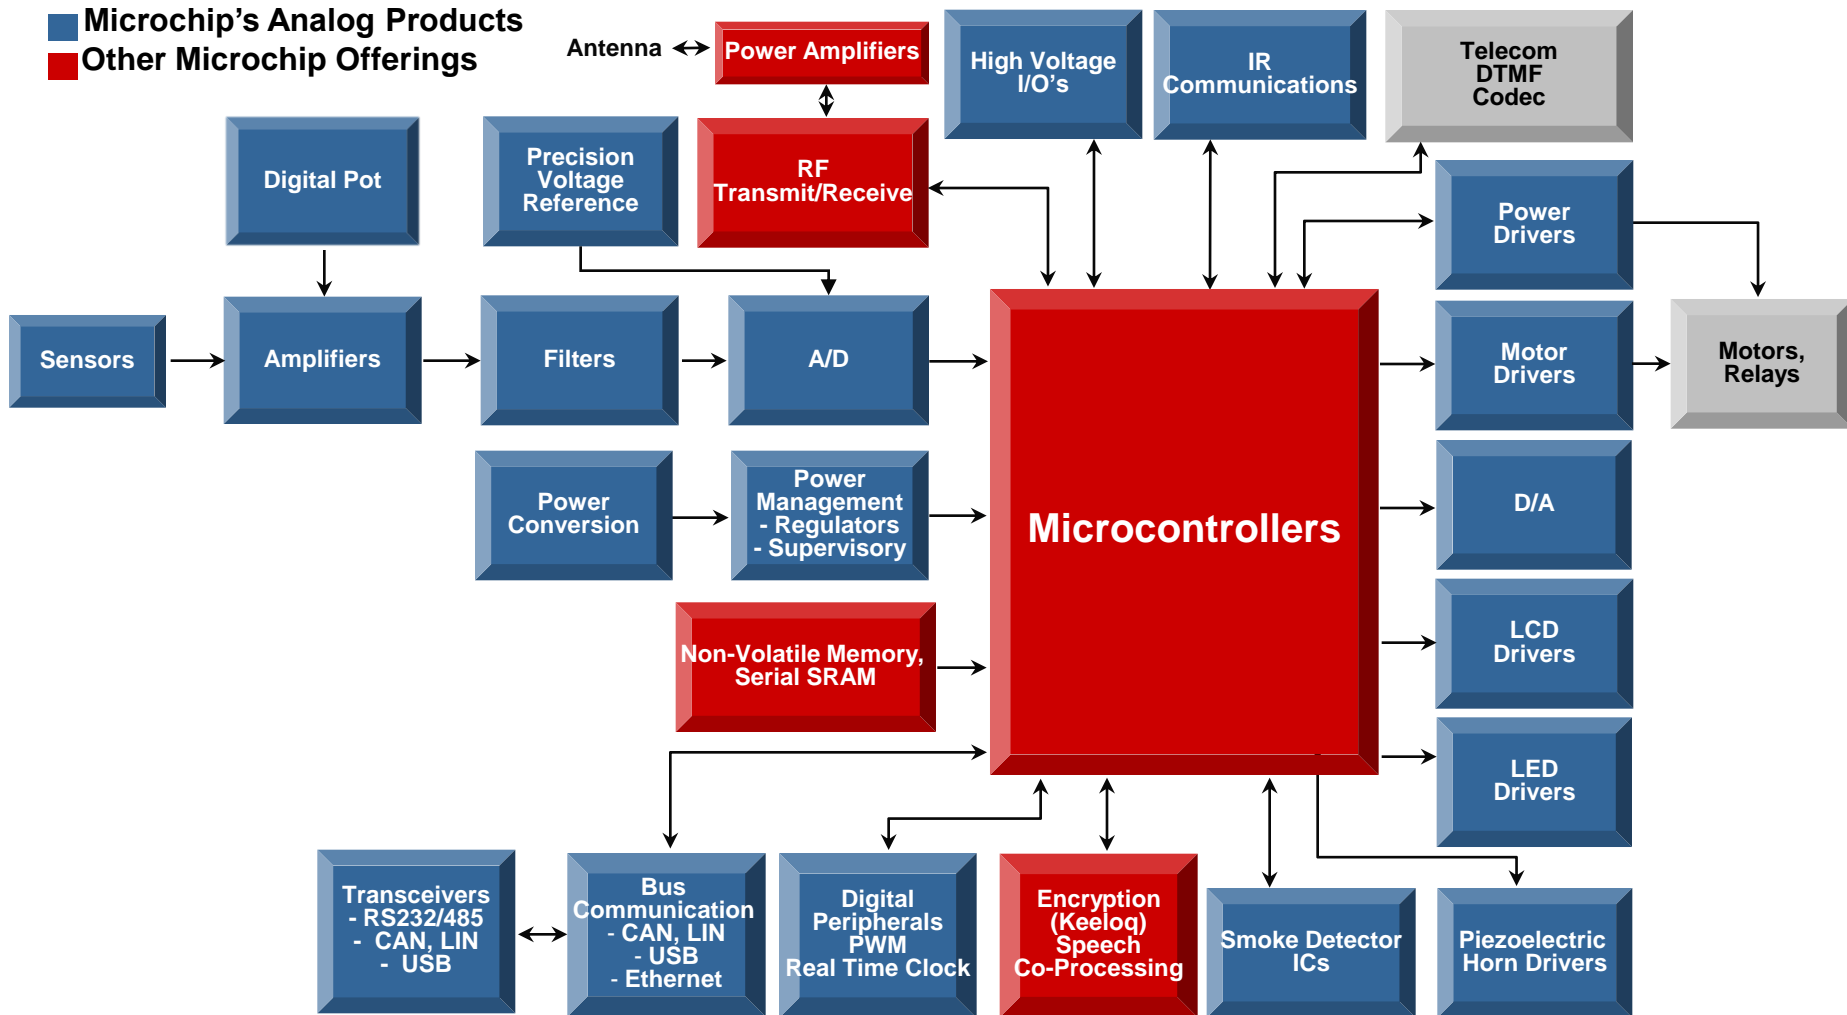 Microchip's Analog Products
Other Microchip Offerings
Antenna
Power Amplifiers
High Voltage
I/O's
IR
Communications
Telecom
DTMF
Codec
Digital Pot
Precision
Voltage
Reference
RF
Transmit/Receive
Power
Drivers
Sensors
Amplifiers
Filters
A/D
Motor
Drivers
Motors,
Relays
Power
Conversion
Power
Management
- Regulators
- Supervisory
Microcontrollers
D/A
Non-Volatile Memory,
Serial SRAM
LCD
Drivers
LED
Drivers
Transceivers
- RS232/485
- CAN, LIN
- USB
Bus
Communication
- CAN, LIN
- USB
- Ethernet
Digital
Peripherals
PWM
Real Time Clock
Encryption
(Keeloq)
Speech
Co-Processing
Smoke Detector
ICs
Piezoelectric
Horn Drivers